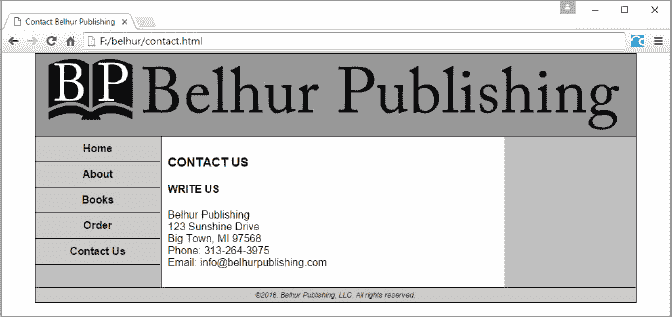 Contact Belhur Publishing
F:/belhur/contact.html
BP Belhur Publishing
Home
About
Books
Order
Contact Us
CONTACT US
WRITE US
Belhur Publishing
123 Sunshine Drive
Big Town, MI 97568
Phone: 313-264-3975
Email: info@belhurpublishing.com
©2016. Belhur Publishing, LLC. All rights reserved.